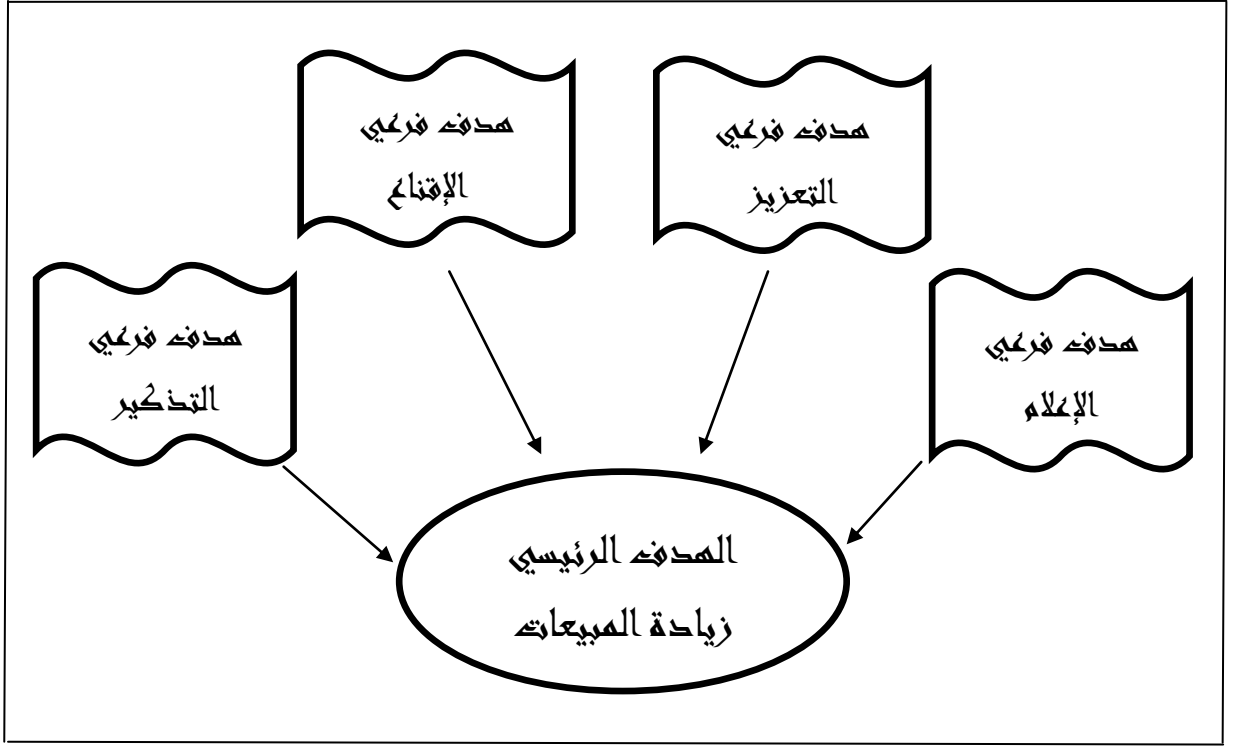 هدف فرعي
التعزيز
هدف فرعي
الإقناع
هدف فرعي
الإعلام
هدف فرعي
التذكير
الهدف الرئيسي
زيادة المبيعات